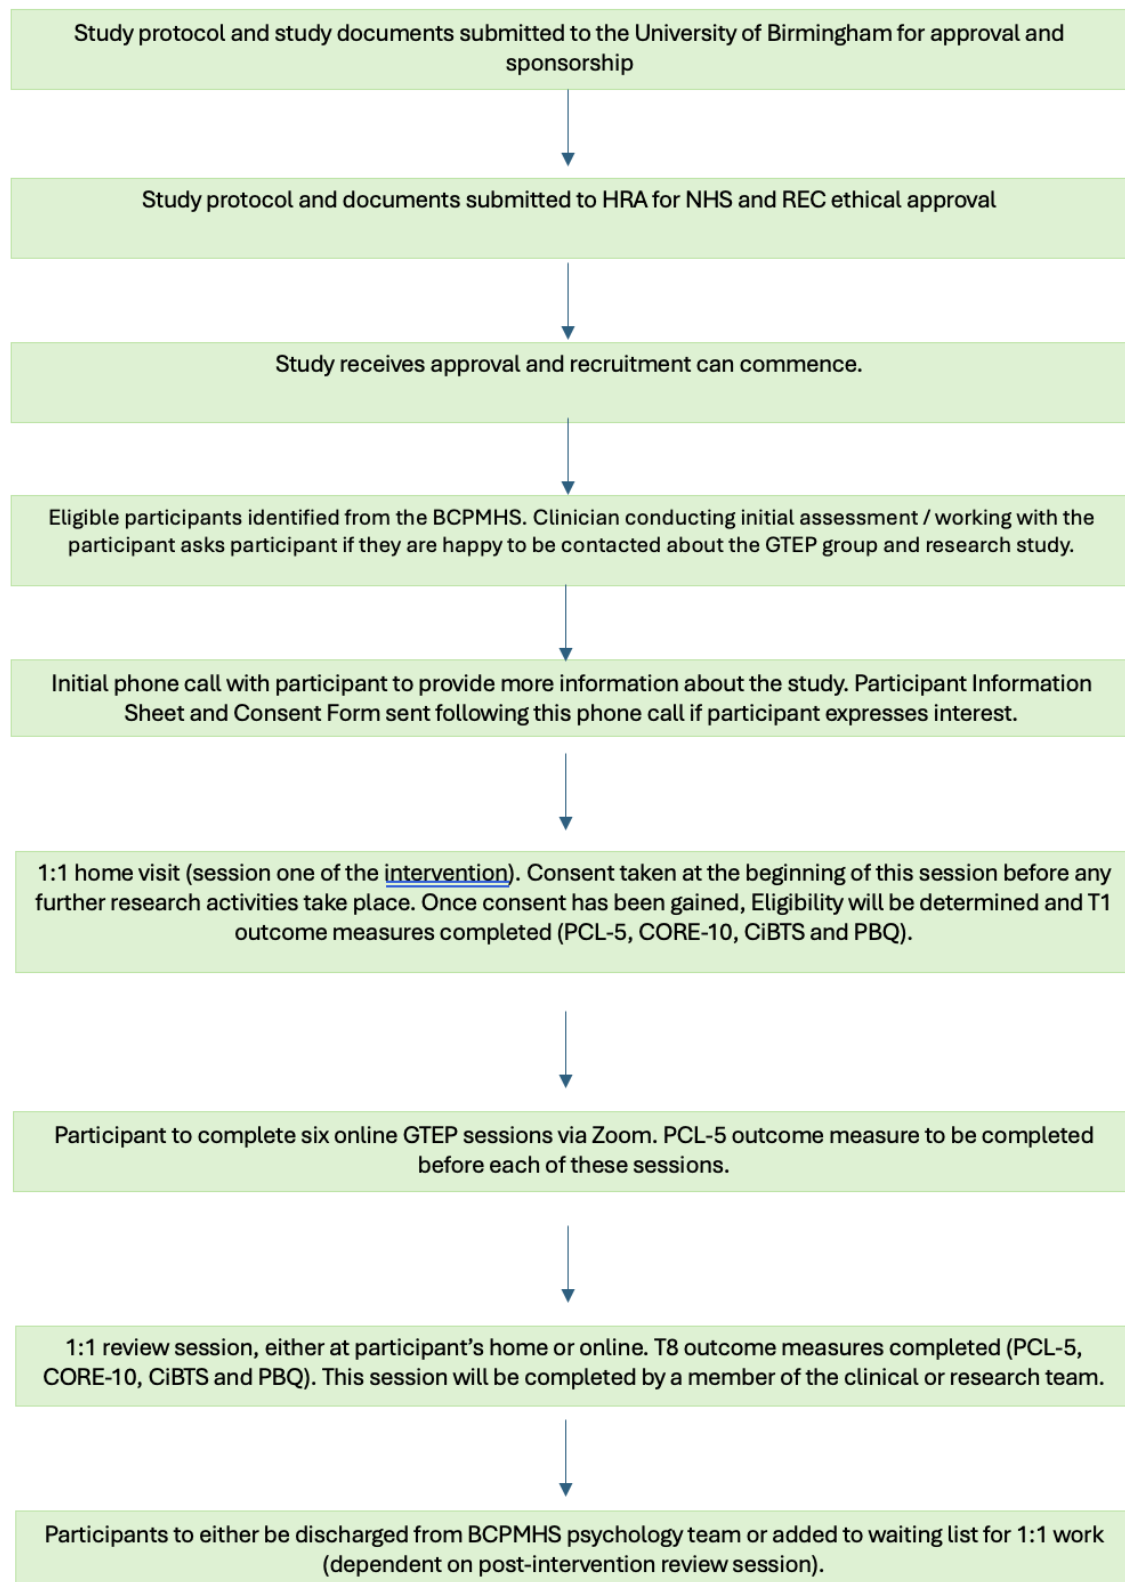 Study protocol and study documents submitted to the University of Birmingham for approval and
sponsorship
Study protocol and documents submitted to HRA for NHS and REC ethical approval
Study receives approval and recruitment can commence.
Eligible participants identified from the BCPMHS. Clinician conducting initial assessment / working with the
participant asks participant if they are happy to be contacted about the GTEP group and research study.
Initial phone call with participant to provide more information about the study. Participant Information
Sheet and Consent Form sent following this phone call if participant expresses interest.
1:1 home visit (session one of the intervention). Consent taken at the beginning of this session before any
further research activities take place. Once consent has been gained, Eligibility will be determined and T1
outcome measures completed (PCL-5, CORE-10, CiBTS and PBQ).
Participant to complete six online GTEP sessions via Zoom. PCL-5 outcome measure to be completed
before each of these sessions.
1:1 review session, either at participant’s home or online. T8 outcome measures completed (PCL-5,
CORE-10, CiBTS and PBQ). This session will be completed by a member of the clinical or research team.
Participants to either be discharged from BCPMHS psychology team or added to waiting list for 1:1 work
(dependent on post-intervention review session).